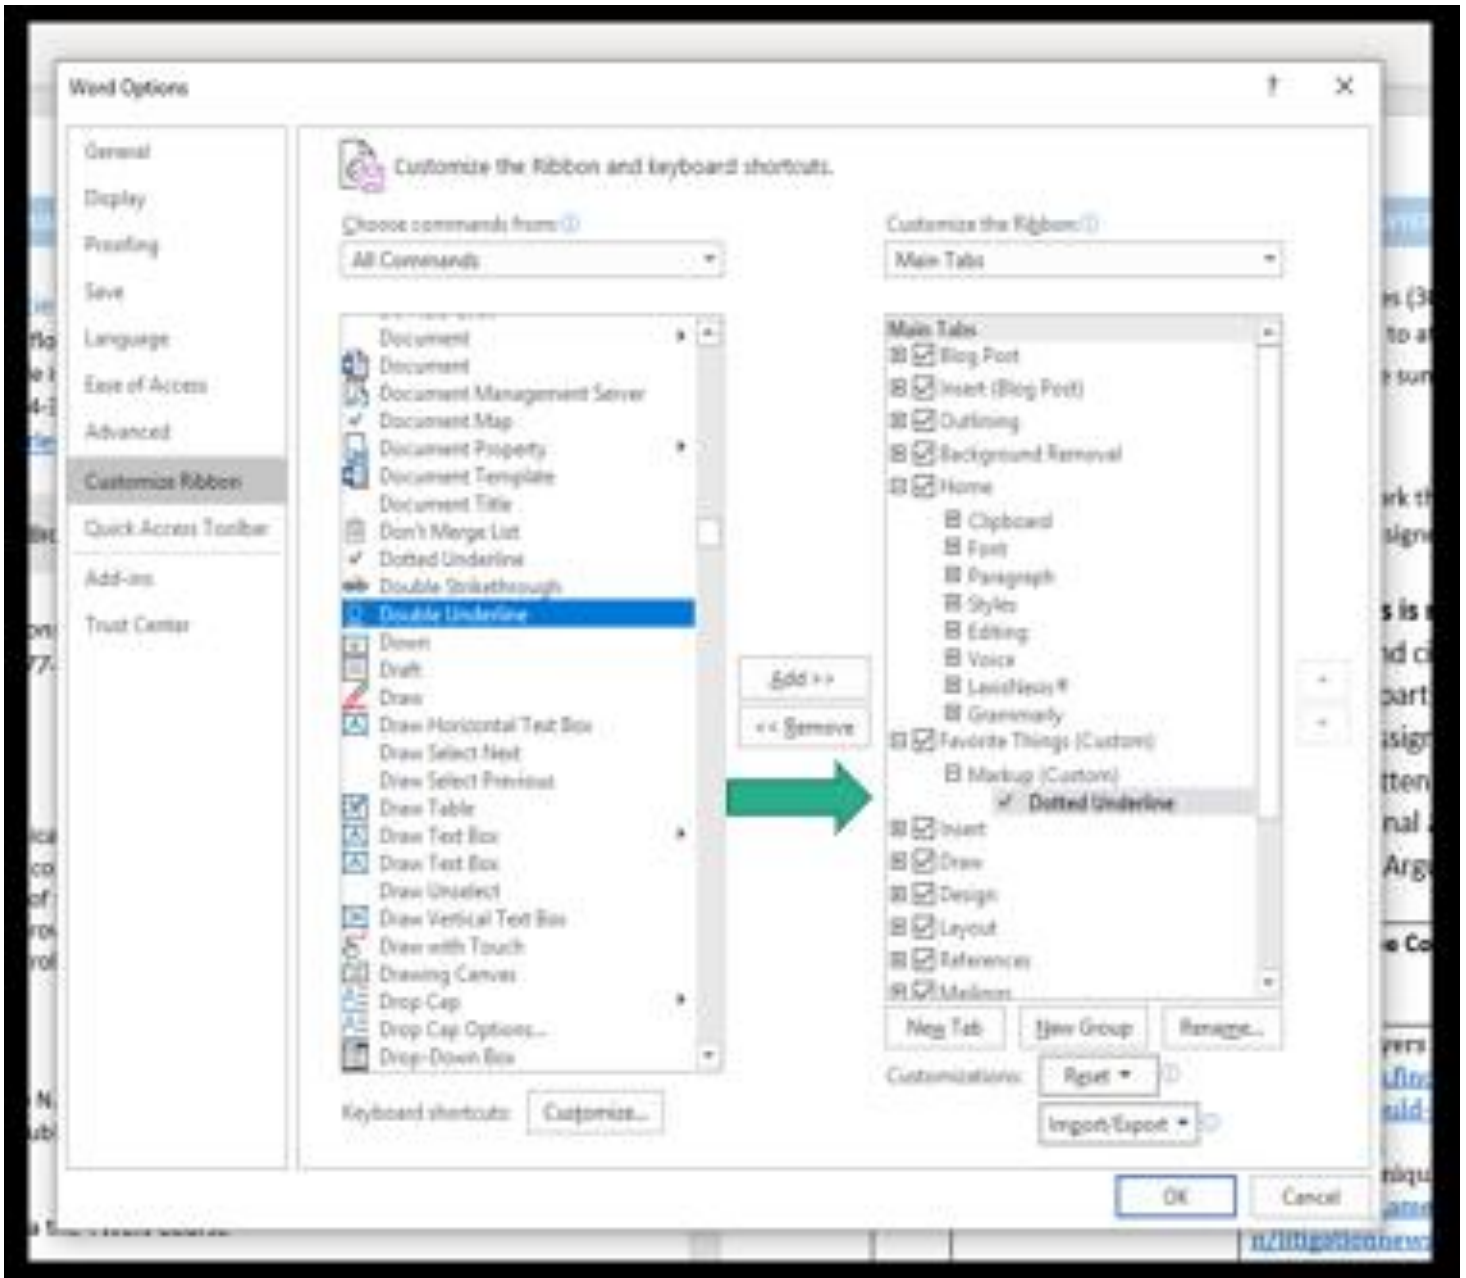 Word Options
General
Display
Proofing
Save
Language
Ease of Access
Advanced
Customize Ribbon
Quick Access Toolbar
Add-ins
Trust Center
Customize the Ribbon and keyboard shortcuts.
Choose commands from:
All Commands
Document
Document
Document Management Server
Document Map
Document Property
Document Template
Document Title
Don't Merge List
Dotted Underline
Double Strikethrough
Double Underline
Down
Draft
Draw
Draw Horizontal Text Box
Draw Select Next
Draw Select Previous
Draw Table
Draw Text Box
Draw Text Box
Draw Unselect
Draw Vertical Text Box
Draw with Touch
Drawing Canvas
Drop Cap
Drop Cap Options...
Drop-Down Box
Keyboard shortcuts:
Customize...
Add >>
<< Remove
Customize the Ribbon:
Main Tabs
Main Tabs
Blog Post
Insert (Blog Post)
Outlining
Background Removal
Home
Clipboard
Font
Paragraph
Styles
Editing
Voice
LexisNexis ®
Grammarly
Favorite Things (Custom)
Markup (Custom)
Dotted Underline
Insert
Draw
Design
Layout
References
Mailings
New Tab
New Group
Rename...
Customizations:
Reset
Import/Export
OK
Cancel